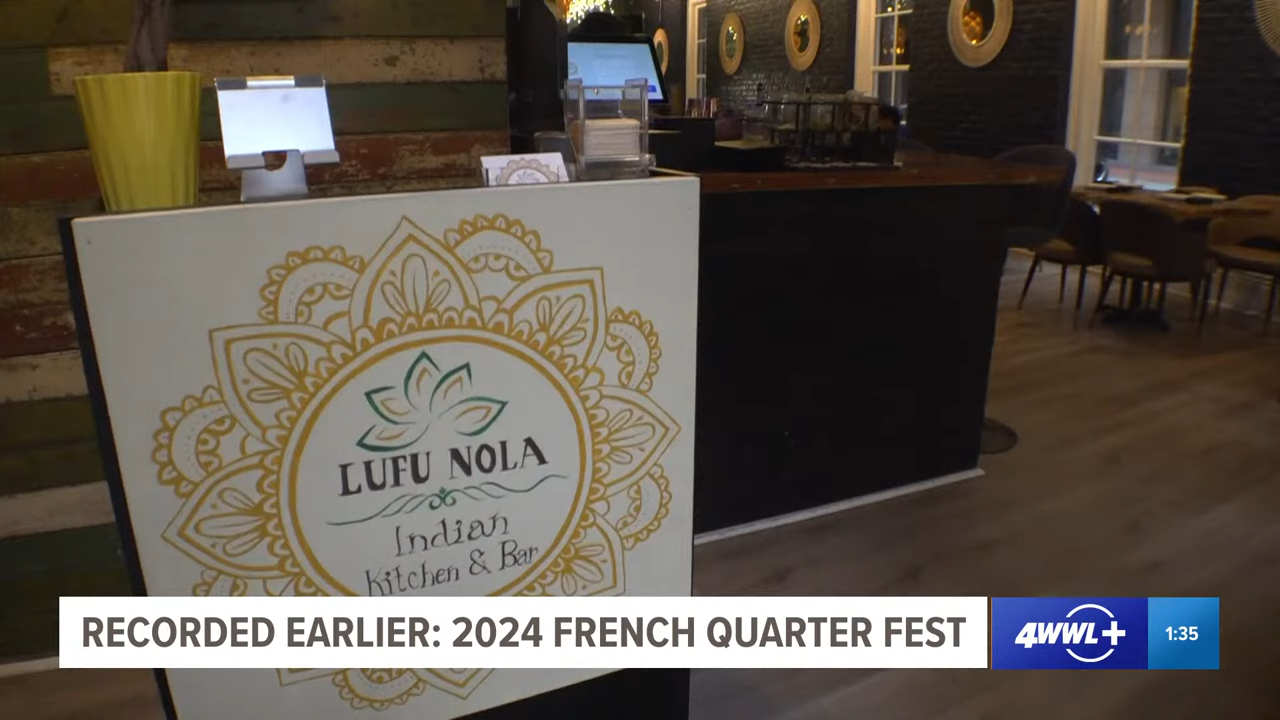 LUFU NOLA
Indian
Kitchen & Bar
RECORDED EARLIER: 2024 FRENCH QUARTER FEST
4WWL+
1:35